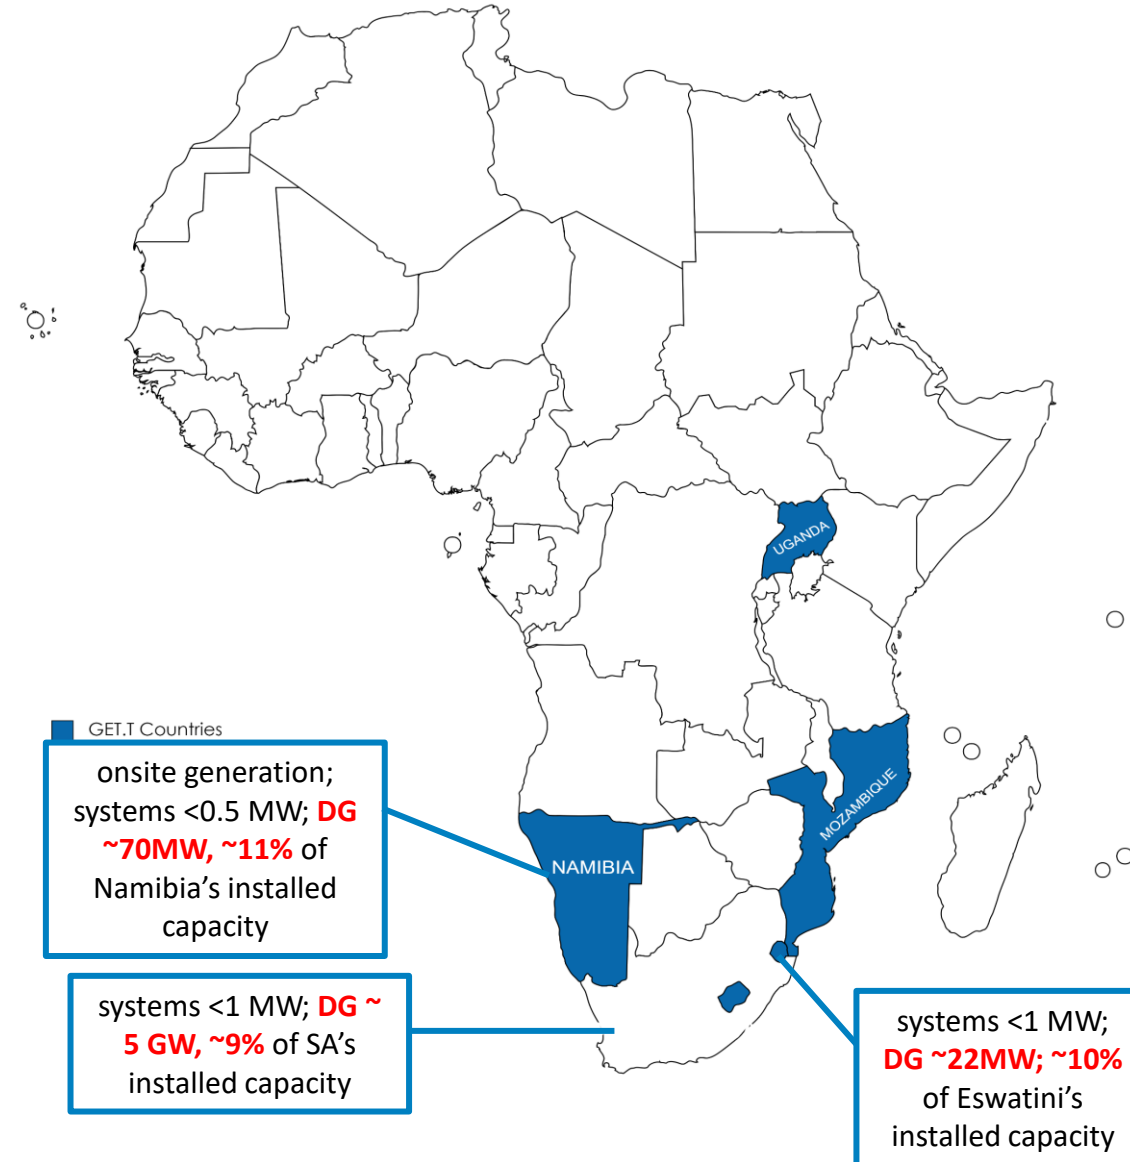 UGANDA
GET.T Countries
MOZAMBIQUE
NAMIBIA
onsite generation;
systems <0.5 MW; DG
~70MW, ~11% of
Namibia’s installed
capacity
systems <1 MW; DG ~
5 GW, ~9% of SA’s
installed capacity
systems <1 MW;
DG ~22MW; ~10%
of Eswatini’s
installed capacity